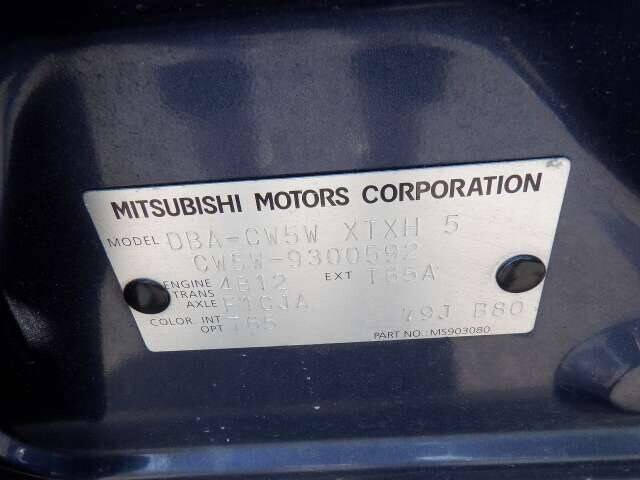 MITSUBISHI MOTORS CORPORATION
MODEL DBA-CW5W XTXH 5
CW5W-9300592
ENGINE 4B12 EXT T65A
TRANS AXLE F1CJA
COLOR INT 
OPT T65 V9J B80
PART NO.:MS903080